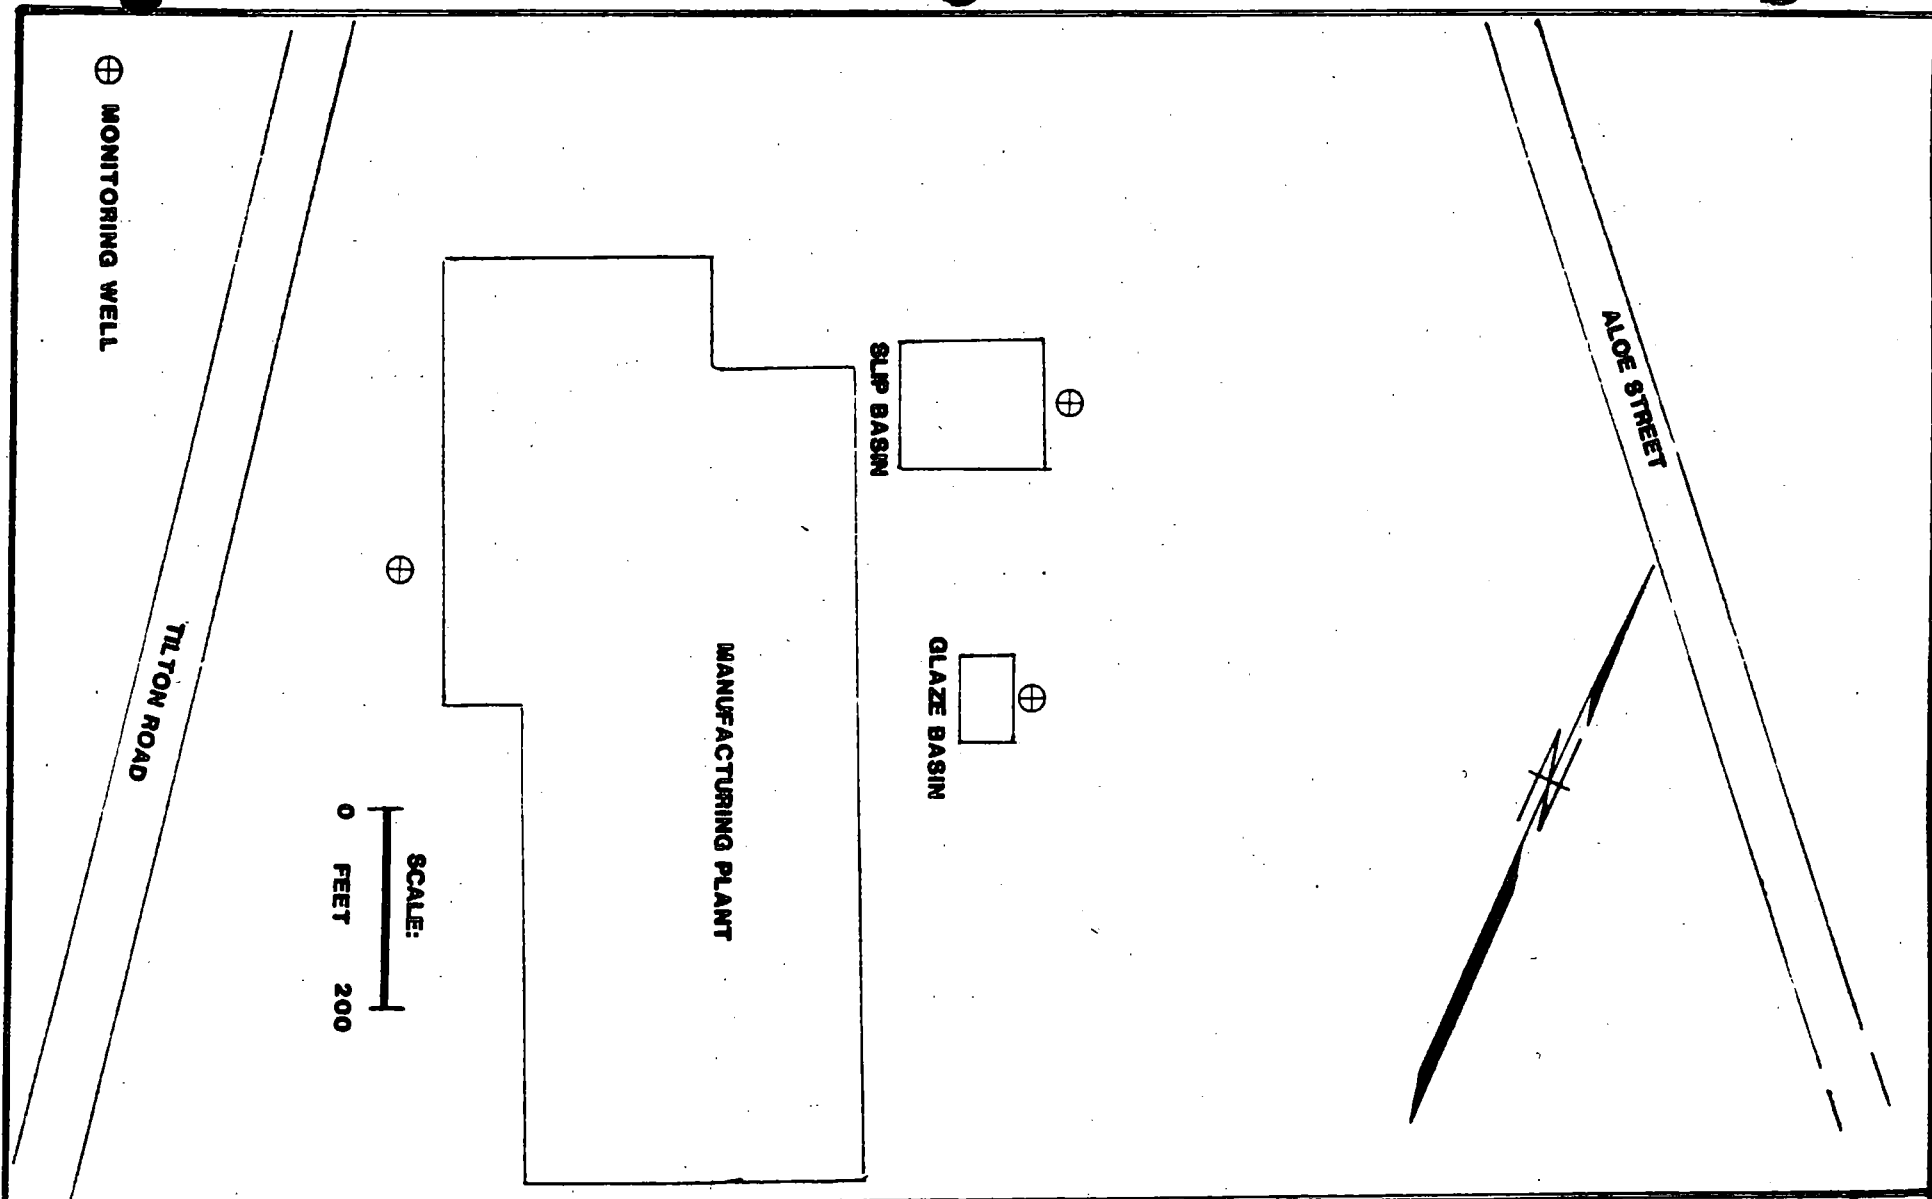 ⊕ MONITORING WELL
TILTON ROAD
SCALE:
0 FEET 200
MANUFACTURING PLANT
SLIP BASIN
GLAZE BASIN
ALOE STREET
N